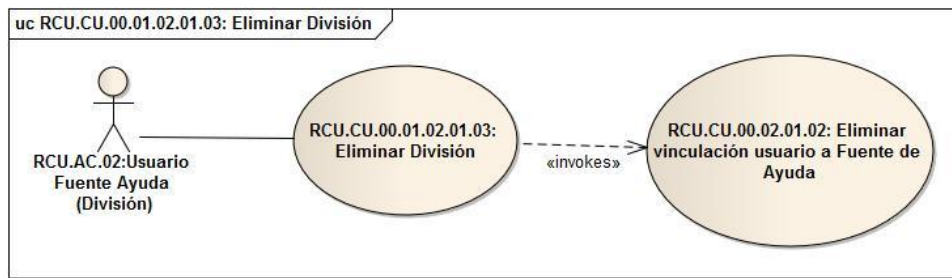 uc RCU.CU.00.01.02.01.03: Eliminar División
RCU.AC.02:Usuario
Fuente Ayuda
(División)
RCU.CU.00.01.02.01.03:
Eliminar División
«invokes»
RCU.CU.00.02.01.02: Eliminar
vinculación usuario a Fuente de
Ayuda